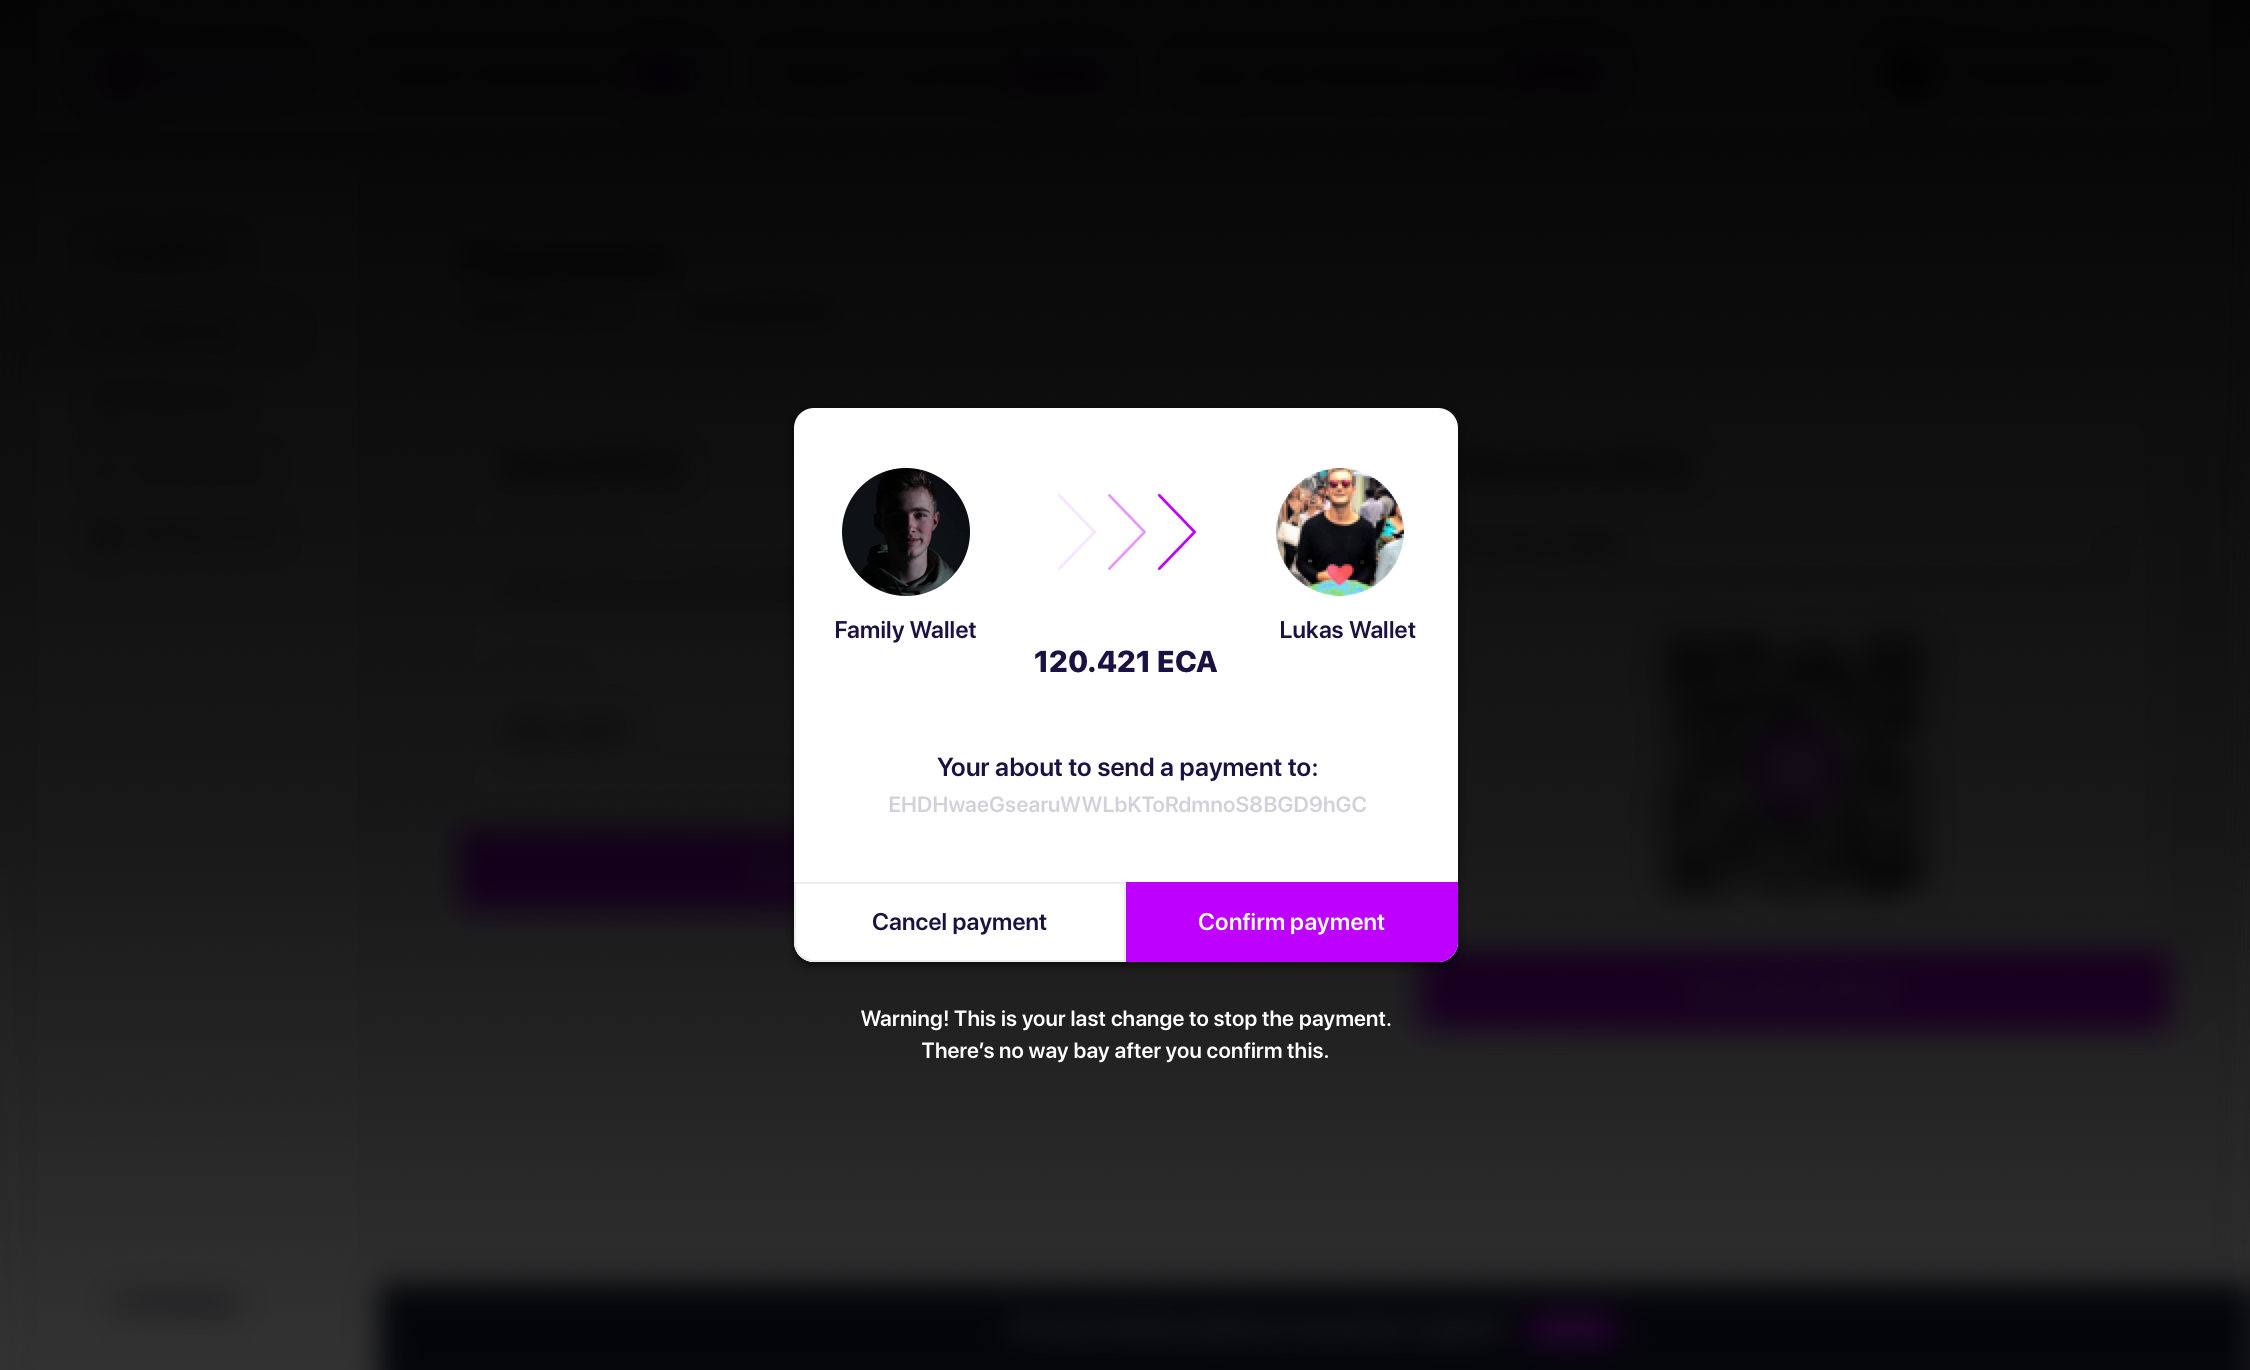 Family Wallet
Lukas Wallet
120.421 ECA
Your about to send a payment to:
EHDHwaeGsearuWWLbKToRdmnoS8BGD9hGC
Cancel payment
Confirm payment
Warning! This is your last change to stop the payment.
There’s no way bay after you confirm this.